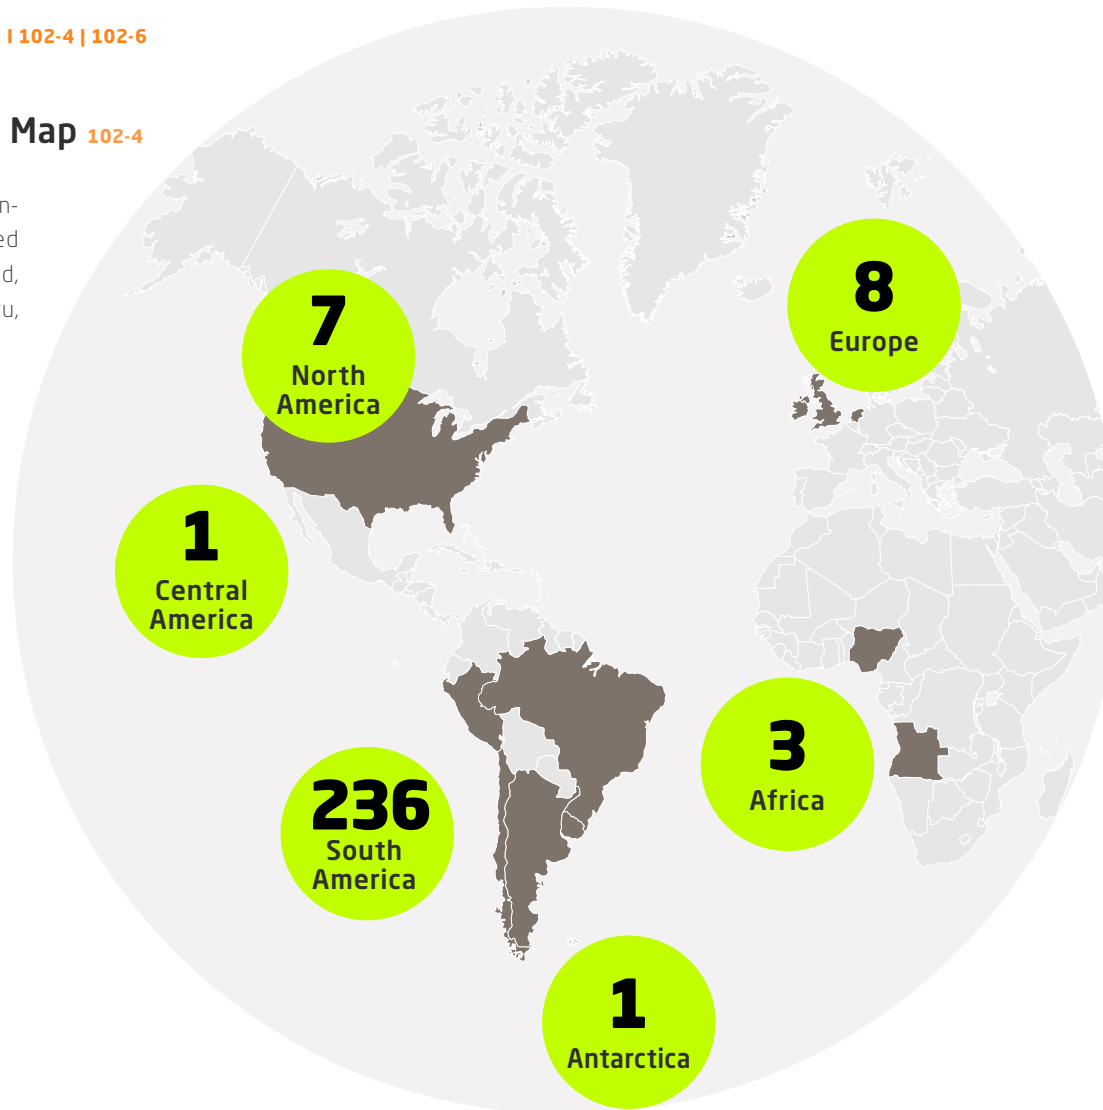 I 102-4 | 102-6
Map 102-4
n-
ed
d,
u,
7
North
America
8
Europe
1
Central
America
3
Africa
236
South
America
1
Antarctica